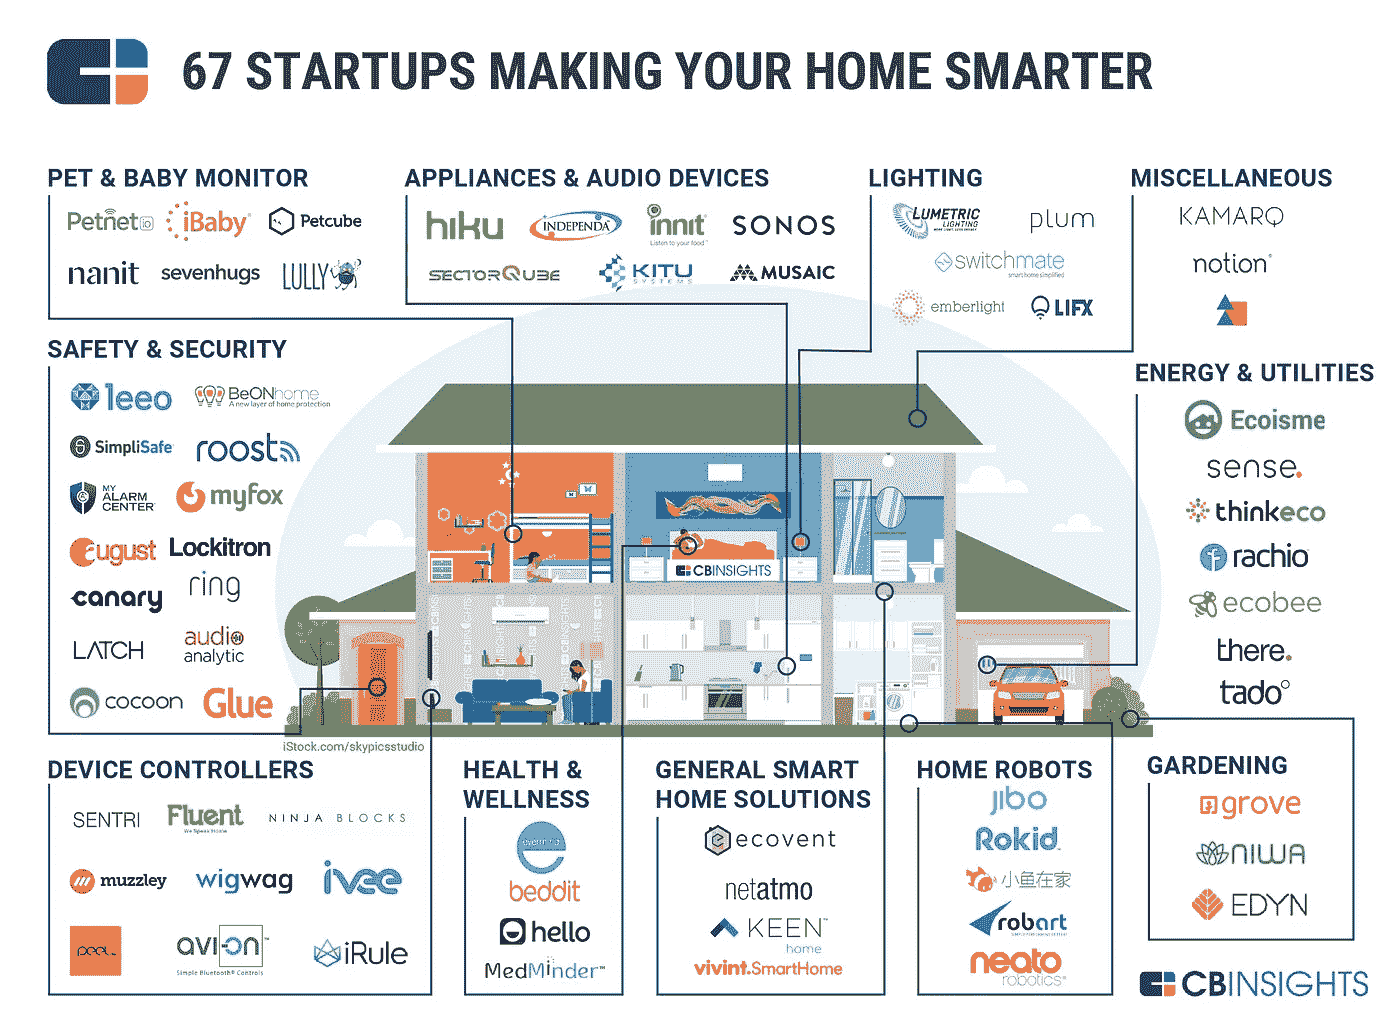 67 STARTUPS MAKING YOUR HOME SMARTER
PET & BABY MONITOR
Petnet io
iBaby
Petcube
nanit
sevenhugs
LULLY
APPLIANCES & AUDIO DEVICES
hiku
INDEPENDA
innit
Listen to your food
SONOS
SECTORQUBE
KITU
SYSTEMS
MUSAIC
LIGHTING
LUMETRIC
LIGHTING
plum
switchmate
smart home simplified
emberlight
LIFX
MISCELLANEOUS
KAMARQ
notion
SAFETY & SECURITY
leeo
BeONhome
A new layer of home protection
SimpliSafe
roost
MY
ALARM
CENTER
myfox
august
Lockitron
canary
ring
LATCH
audio
analytic
cocoon
Glue
ENERGY & UTILITIES
Ecoisme
sense.
thinkeco
rachio
ecobee
there.
tado°
CBINSIGHTS
iStock.com/skypicsstudio
DEVICE CONTROLLERS
SENTRI
Fluent
We Speak Home
NINJA BLOCKS
muzzley
wigwag
ivee
peel
avi-on
Simple Bluetooth® Controls
iRule
HEALTH &
WELLNESS
beddit
hello
MedMinder
GENERAL SMART
HOME SOLUTIONS
ecovent
netatmo
KEEN
home
vivint.SmartHome
HOME ROBOTS
jibo
Rokid
小鱼在家
robart
neato
robotics
GARDENING
grove
NIWA
EDYN
CBINSIGHTS